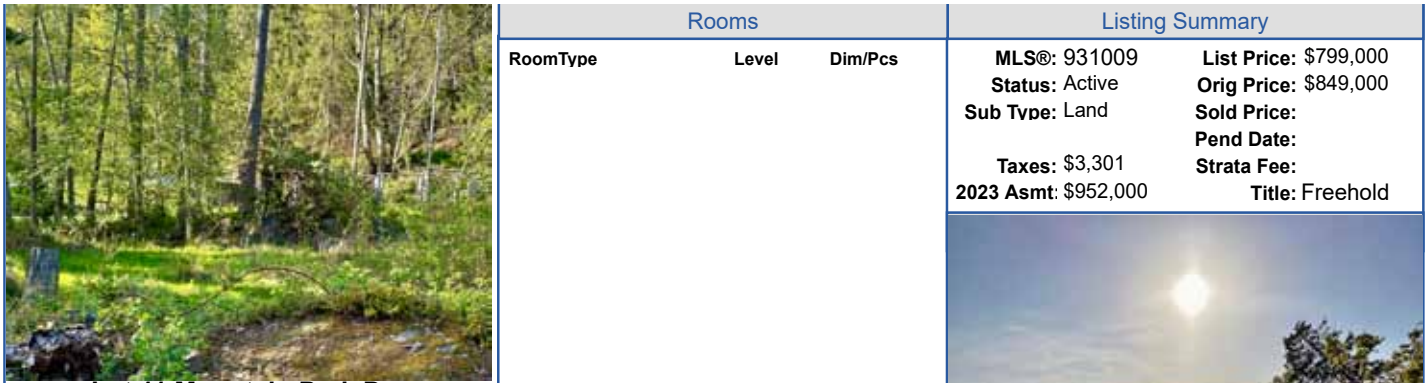 Rooms
RoomType Level Dim/Pcs
Listing Summary
MLS®: 931009 List Price: $799,000
Status: Active Orig Price: $849,000
Sub Type: Land Sold Price:
Pend Date:
Taxes: $3,301 Strata Fee:
2023 Asmt: $952,000 Title: Freehold